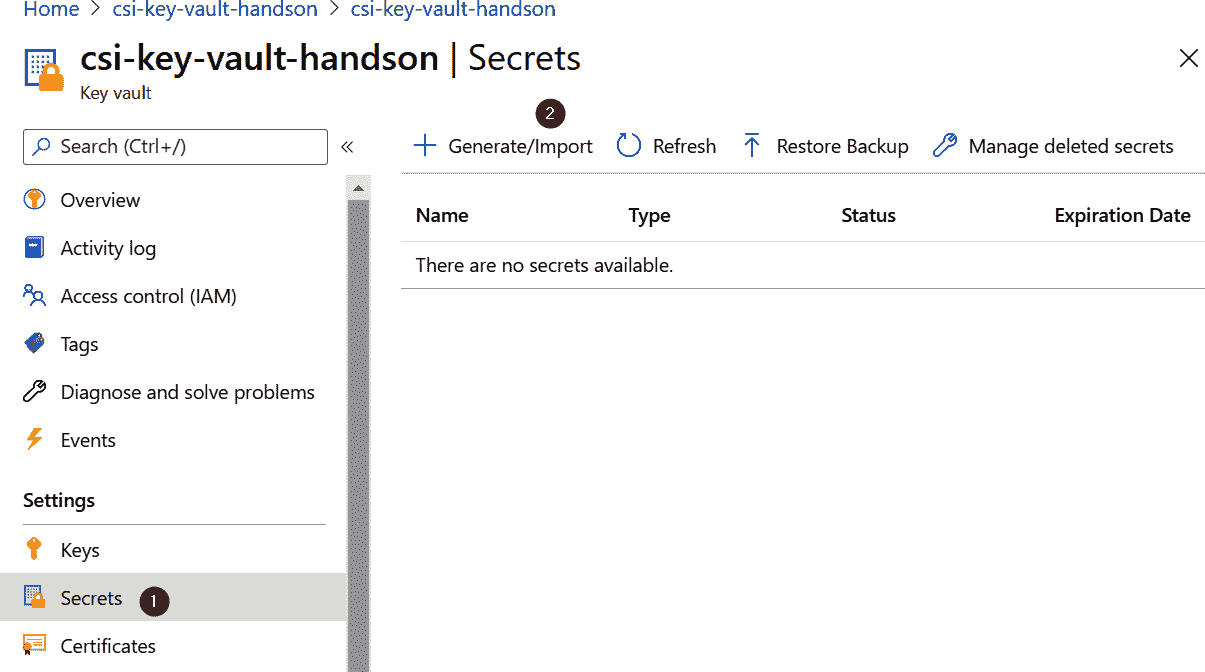 Home > csi-key-vault-handson > csi-key-vault-handson
csi-key-vault-handson | Secrets
Key vault
2
Search (Ctrl+/)
«
Generate/Import
Refresh
Restore Backup
Manage deleted secrets
Overview
Activity log
Access control (IAM)
Tags
Diagnose and solve problems
Events
Settings
Keys
Secrets 1
Certificates
Name Type Status Expiration Date
There are no secrets available.